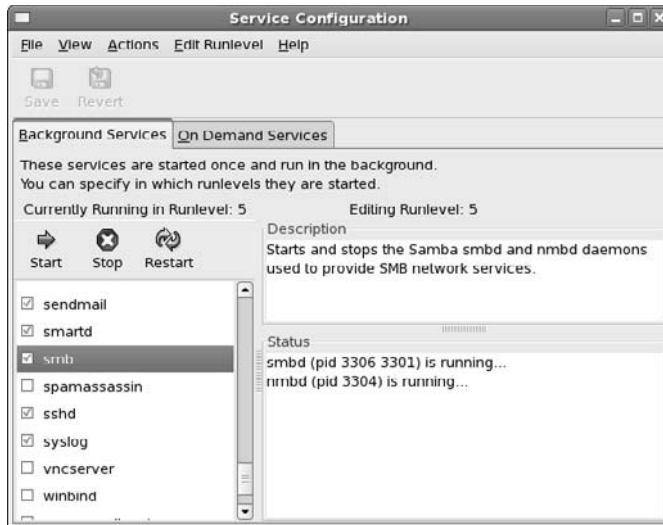 Service Configuration
File View Actions Edit Runlevel Help
Save Revert
Background Services On Demand Services
These services are started once and run in the background.
You can specify in which runlevels they are started.
Currently Running in Runlevel: 5 Editing Runlevel: 5
Start Stop Restart
Description
Starts and stops the Samba smbd and nmbd daemons
used to provide SMB network services.
sendmail
smartd
smb
spamassassin
sshd
syslog
vncserver
winbind
Status
smbd (pid 3306 3301) is running...
nmbd (pid 3304) is running...